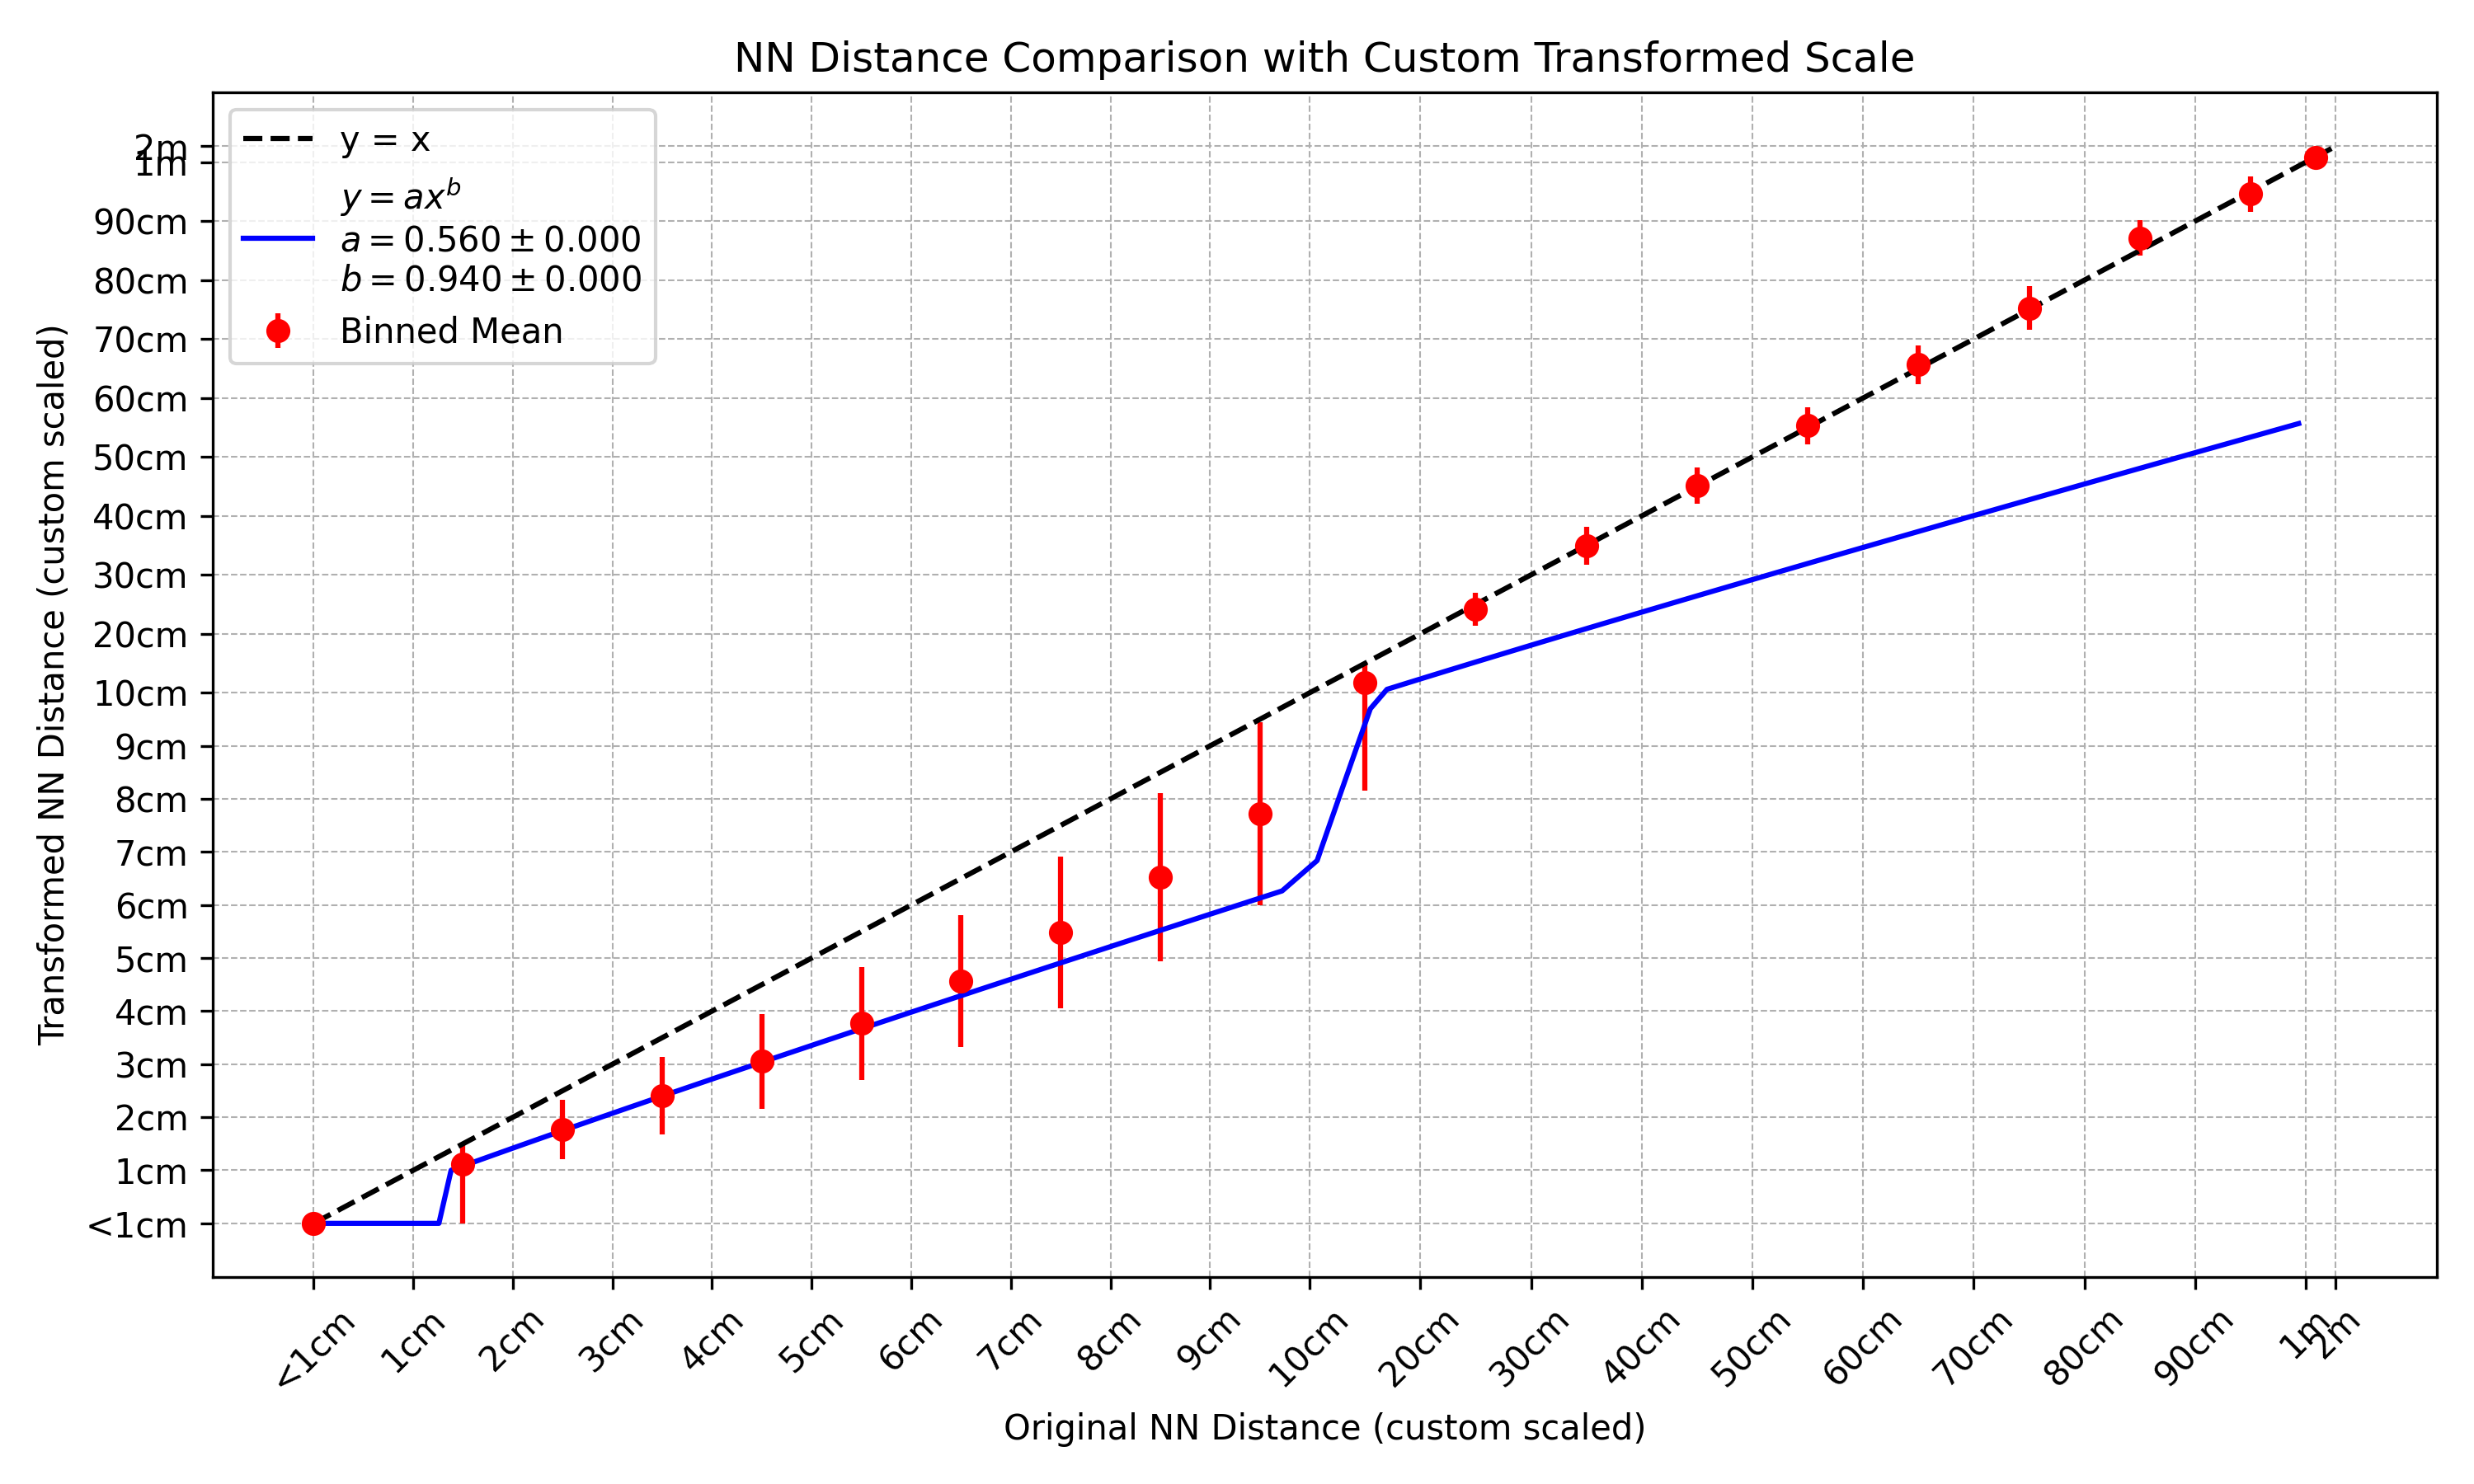 NN Distance Comparison with Custom Transformed Scale
y = x
y = ax^b
a = 0.560 ± 0.000
b = 0.940 ± 0.000
Binned Mean
Transformed NN Distance (custom scaled)
2m
1m
90cm
80cm
70cm
60cm
50cm
40cm
30cm
20cm
10cm
9cm
8cm
7cm
6cm
5cm
4cm
3cm
2cm
1cm
<1cm
<1cm 1cm 2cm 3cm 4cm 5cm 6cm 7cm 8cm 9cm 10cm 20cm 30cm 40cm 50cm 60cm 70cm 80cm 90cm 1m 2m
Original NN Distance (custom scaled)